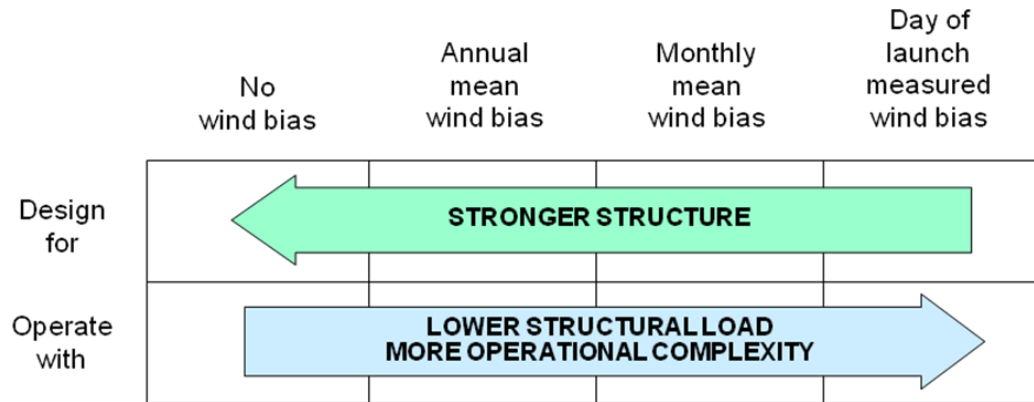 No
wind bias
Annual
mean
wind bias
Monthly
mean
wind bias
Day of
launch
measured
wind bias
Design
for
STRONGER STRUCTURE
Operate
with
LOWER STRUCTURAL LOAD
MORE OPERATIONAL COMPLEXITY